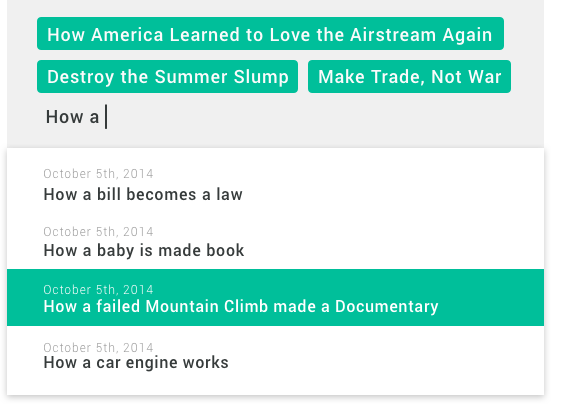 How America Learned to Love the Airstream Again
Destroy the Summer Slump Make Trade, Not War
How a
October 5th, 2014
How a bill becomes a law
October 5th, 2014
How a baby is made book
October 5th, 2014
How a failed Mountain Climb made a Documentary
October 5th, 2014
How a car engine works